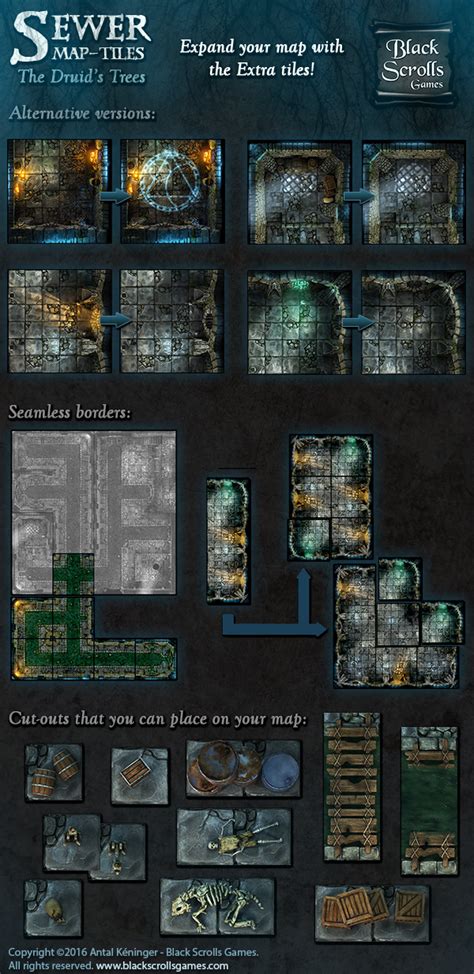 SEWER
MAP-TILES
The Druid's Trees
Expand your map with
the Extra tiles!
Black
Scrolls
Games
Alternative versions:
Seamless borders:
Cut-outs that you can place on your map:
Copyright ©2016 Antal Kéninger - Black Scrolls Games.
All rights reserved. www.blackscrollsgames.com